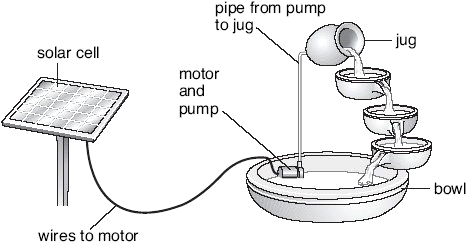 pipe from pump
to jug
jug
solar cell
motor
and
pump
bowl
wires to motor